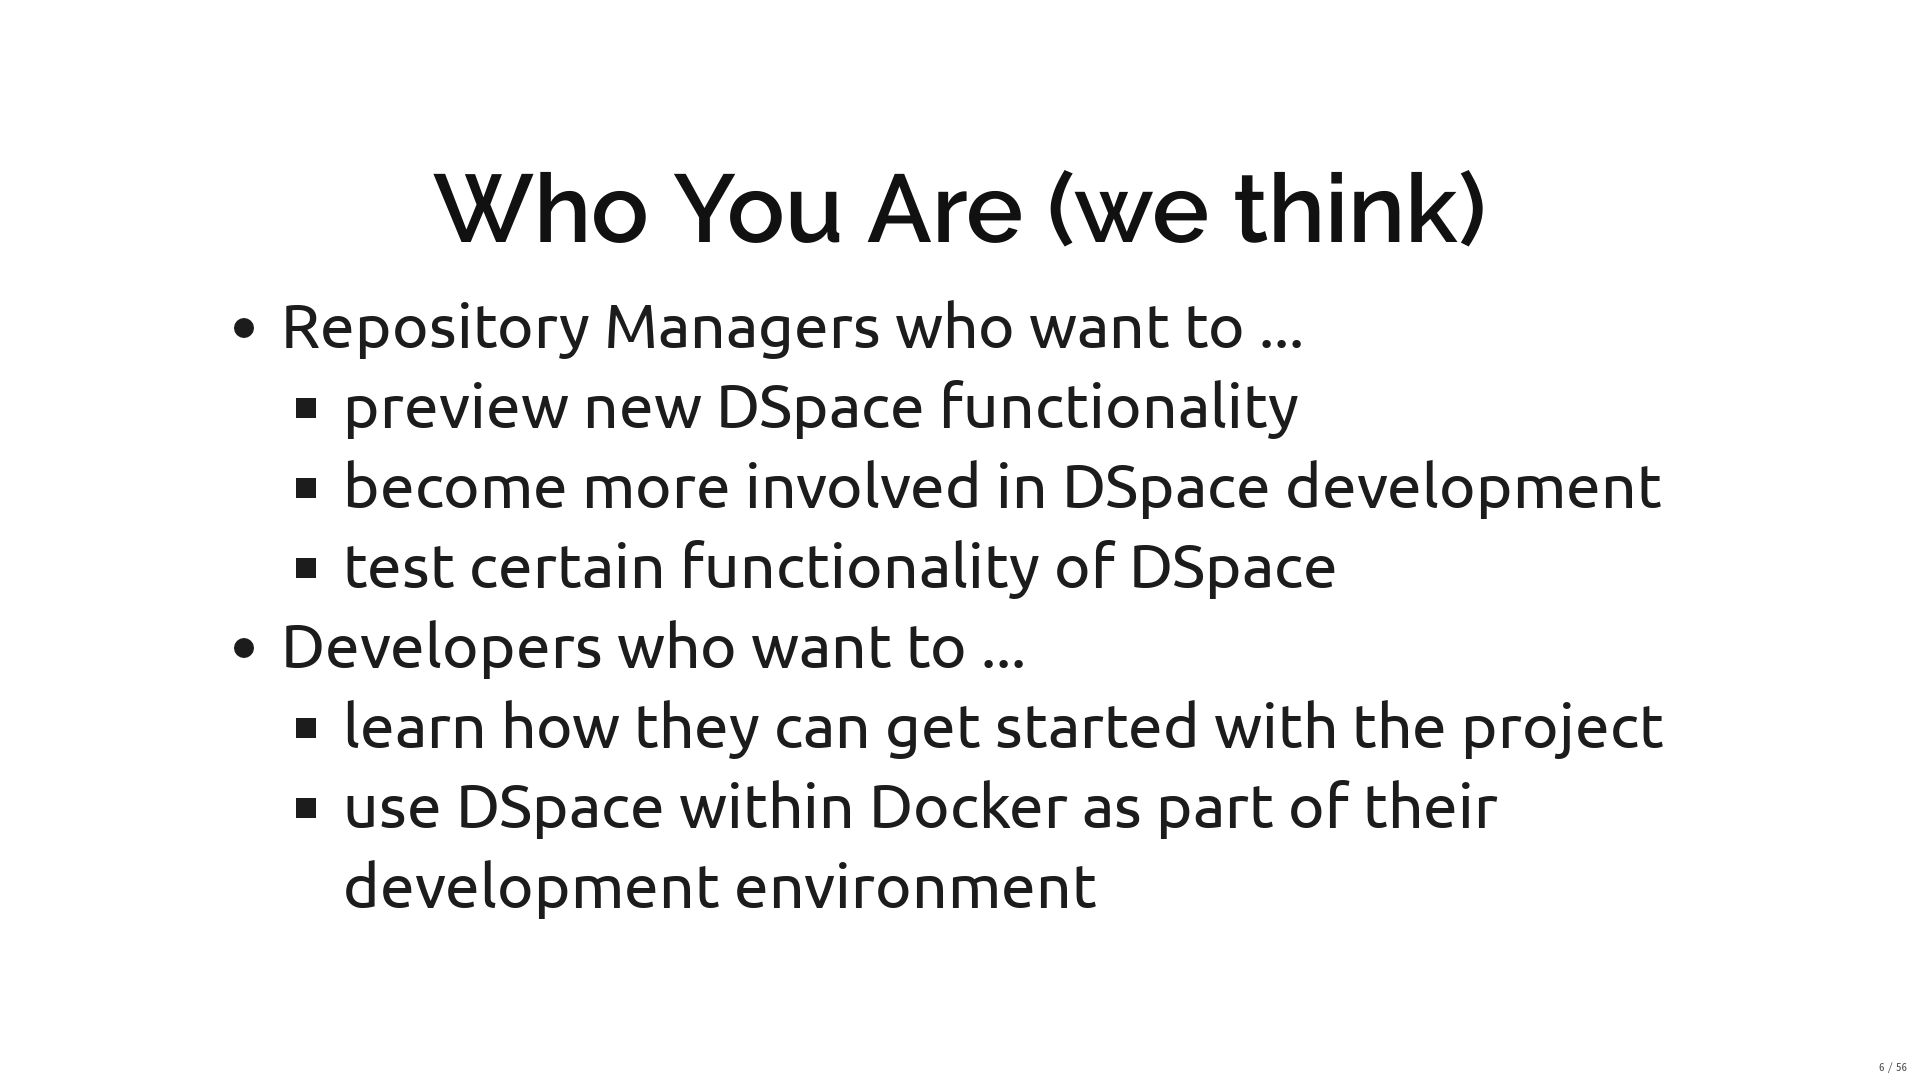 Who You Are (we think)
Repository Managers who want to ...
preview new DSpace functionality
become more involved in DSpace development
test certain functionality of DSpace
Developers who want to ...
learn how they can get started with the project
use DSpace within Docker as part of their
development environment
6 / 56